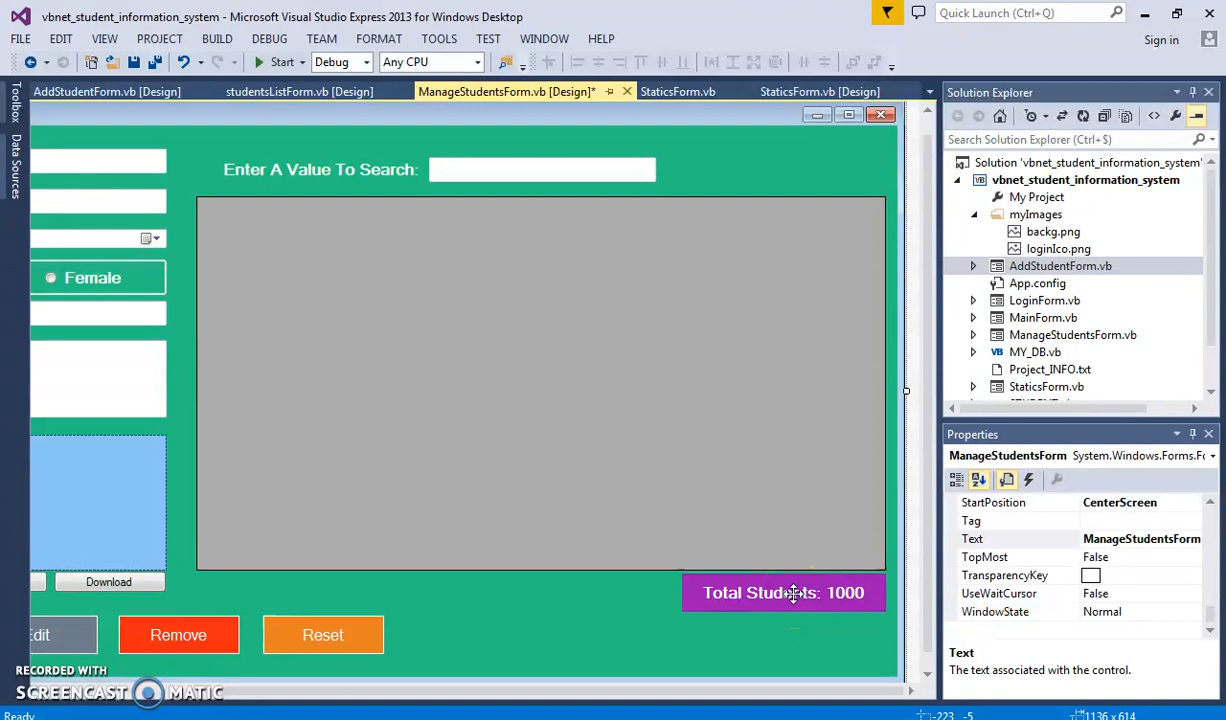 vbnet_student_information_system - Microsoft Visual Studio Express 2013 for Windows Desktop
Quick Launch (Ctrl+Q)
FILE EDIT VIEW PROJECT BUILD DEBUG TEAM FORMAT TOOLS TEST WINDOW HELP
Sign in
Start Debug Any CPU
Toolbox
Data Sources
AddStudentForm.vb [Design] studentsListForm.vb [Design] ManageStudentsForm.vb [Design]* StaticsForm.vb StaticsForm.vb [Design]
Enter A Value To Search:
Female
Download
Total Students: 1000
Edit Remove Reset
RECORDED WITH
SCREENCAST MATIC
Solution Explorer
Search Solution Explorer (Ctrl+$)
Solution 'vbnet_student_information_system'
vbnet_student_information_system
My Project
myImages
backg.png
loginIco.png
AddStudentForm.vb
App.config
LoginForm.vb
MainForm.vb
ManageStudentsForm.vb
MY_DB.vb
Project_INFO.txt
StaticsForm.vb
Properties
ManageStudentsForm System.Windows.Forms.Fo
StartPosition CenterScreen
Tag
Text ManageStudentsForm
TopMost False
TransparencyKey
UseWaitCursor False
WindowState Normal
Text
The text associated with the control.
Ready
-223 -5
1136 x 614